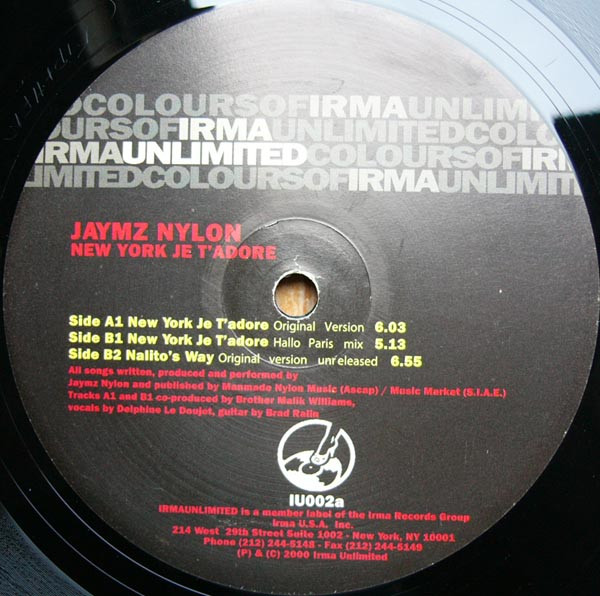 DCOLOURSOFIRMAUNLIMI
OURSOFIRMAUNLIMITEDCOLO
IRMAUNLIMITEDCOLOURSOFIRM
LIMITEDCOLOURSOFIRMAUNLIMITED
JAYMZ NYLON
NEW YORK JE T'ADORE
Side A1 New York Je T'adore Original Version 6.03
Side B1 New York Je T'adore Hallo Paris mix 5.13
Side B2 Nalito's Way Original version unreleased 6.55
All songs written, produced and performed by
Jaymz Nylon and published by Manmade Nylon Music (Ascap) / Music Market (S.I.A.E.)
Tracks A1 and B1 co-produced by Brother Malik Williams,
vocals by Delphine Le Doujet, guitar by Brad Ralin
IU002a
IRMAUNLIMITED is a member label of the Irma Records Group
Irma U.S.A. Inc.
214 West 29th Street Suite 1002 - New York, NY 10001
Phone (212) 244-5148 - Fax (212) 244-5149
(P) & (C) 2000 Irma Unlimited